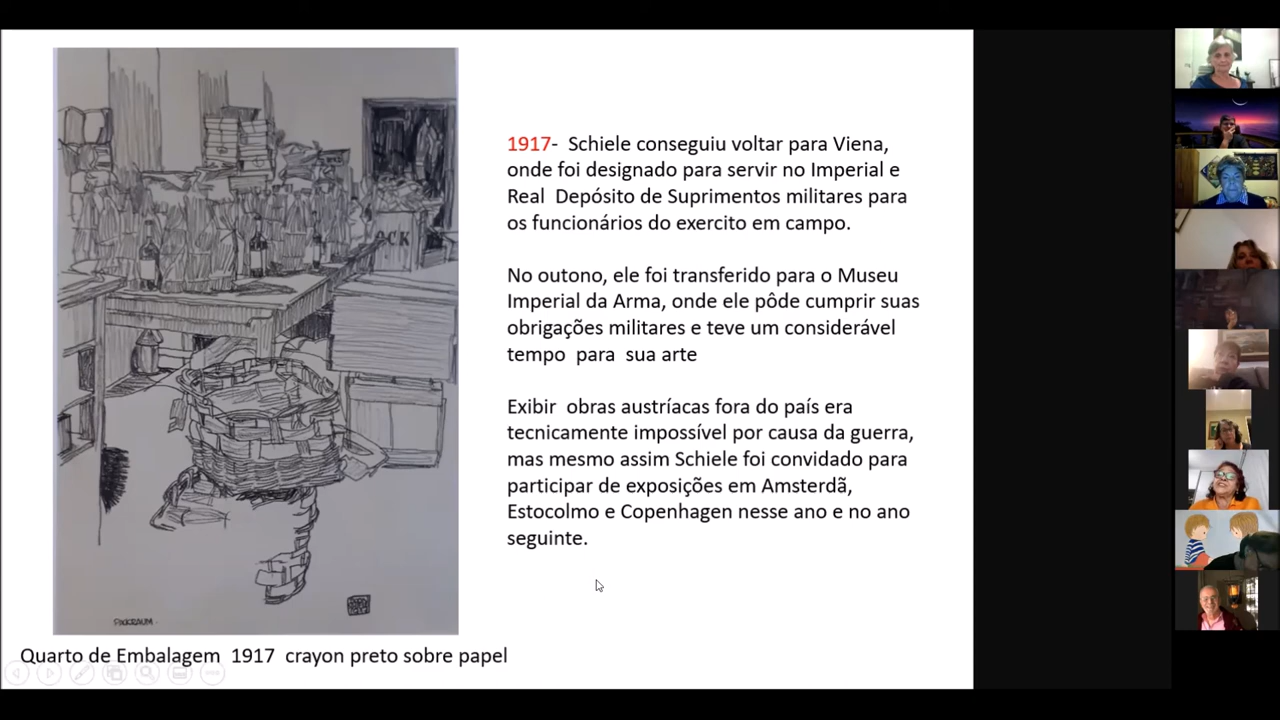 1917- Schiele conseguiu voltar para Viena,
onde foi designado para servir no Imperial e
Real Depósito de Suprimentos militares para
os funcionários do exercito em campo.
No outono, ele foi transferido para o Museu
Imperial da Arma, onde ele pôde cumprir suas
obrigações militares e teve um considerável
tempo para sua arte
Exibir obras austríacas fora do país era
tecnicamente impossível por causa da guerra,
mas mesmo assim Schiele foi convidado para
participar de exposições em Amsterdã,
Estocolmo e Copenhagen nesse ano e no ano
seguinte.
Quarto de Embalagem 1917 crayon preto sobre papel